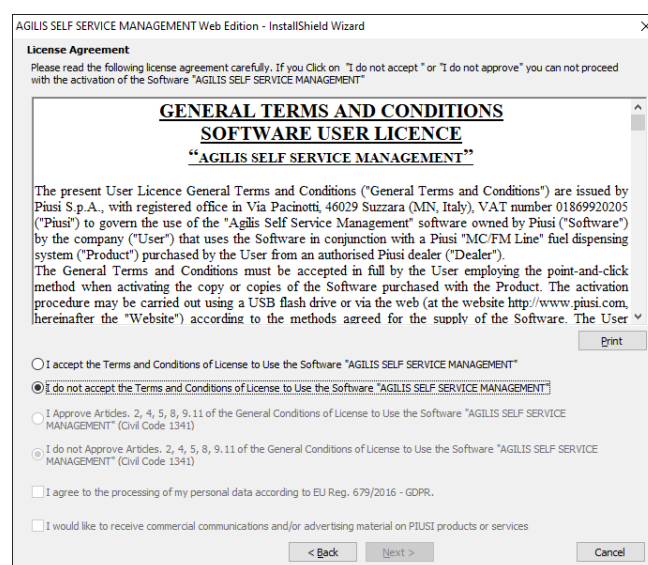 AGILIS SELF SERVICE MANAGEMENT Web Edition - InstallShield Wizard
License Agreement
Please read the following license agreement carefully. If you Click on "I do not accept " or "I do not approve" you can not proceed
with the activation of the Software "AGILIS SELF SERVICE MANAGEMENT"
GENERAL TERMS AND CONDITIONS
SOFTWARE USER LICENCE
“AGILIS SELF SERVICE MANAGEMENT”
The present User Licence General Terms and Conditions ("General Terms and Conditions") are issued by
Piusi S.p.A., with registered office in Via Pacinotti, 46029 Suzzara (MN, Italy), VAT number 01869920205
("Piusi") to govern the use of the "Agilis Self Service Management" software owned by Piusi ("Software")
by the company ("User") that uses the Software in conjunction with a Piusi "MC/FM Line" fuel dispensing
system ("Product") purchased by the User from an authorised Piusi dealer ("Dealer").
The General Terms and Conditions must be accepted in full by the User employing the point-and-click
method when activating the copy or copies of the Software purchased with the Product. The activation
procedure may be carried out using a USB flash drive or via the web (at the website http://www.piusi.com,
hereinafter the "Website") according to the methods agreed for the supply of the Software. The User
Print
I accept the Terms and Conditions of License to Use the Software "AGILIS SELF SERVICE MANAGEMENT"
I do not accept the Terms and Conditions of License to Use the Software "AGILIS SELF SERVICE MANAGEMENT"
I Approve Articles. 2, 4, 5, 8, 9.11 of the General Conditions of License to Use the Software "AGILIS SELF SERVICE
MANAGEMENT" (Civil Code 1341)
I do not Approve Articles. 2, 4, 5, 8, 9.11 of the General Conditions of License to Use the Software "AGILIS SELF SERVICE
MANAGEMENT" (Civil Code 1341)
I agree to the processing of my personal data according to EU Reg. 679/2016 - GDPR.
I would like to receive commercial communications and/or advertising material on PIUSI products or services
< Back
Next >
Cancel